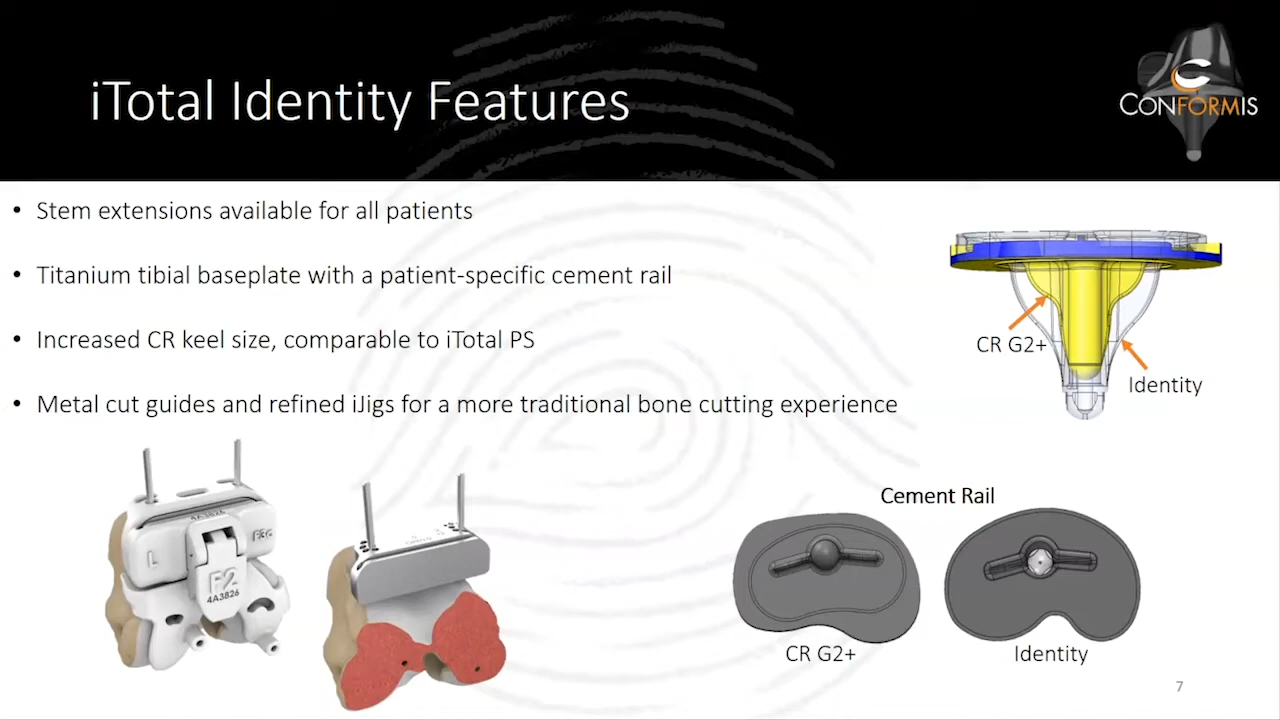 iTotal Identity Features
CONFORMIS
• Stem extensions available for all patients
• Titanium tibial baseplate with a patient-specific cement rail
• Increased CR keel size, comparable to iTotal PS
• Metal cut guides and refined iJigs for a more traditional bone cutting experience
CR G2+
Identity
4A3826
L
F2
4A3826
Cement Rail
CR G2+
Identity
7